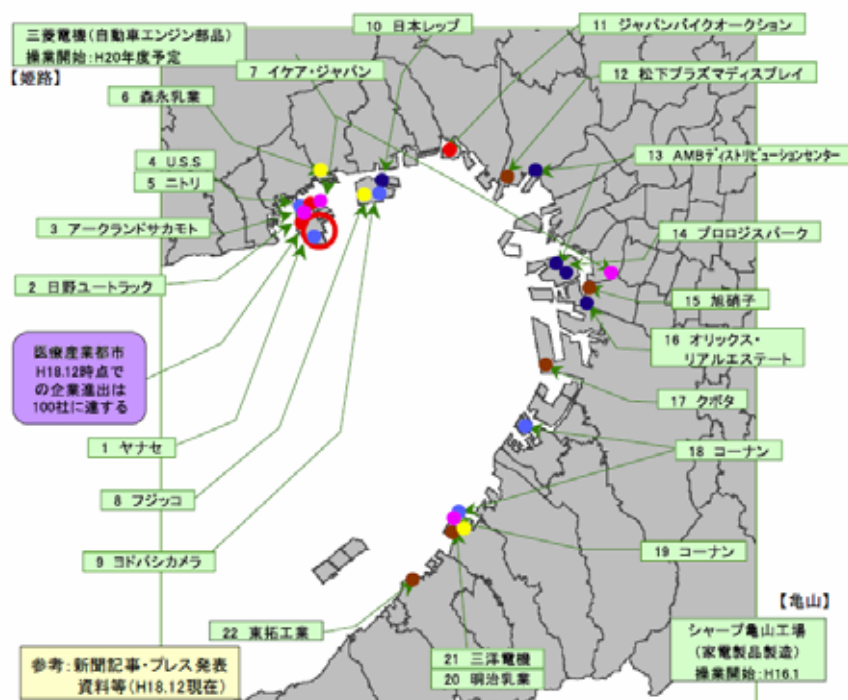 三菱電機(自動車エンジン部品)
操業開始:H20年度予定
【姫路】
10 日本レップ
11 ジャパンバイクオークション
7 イケア・ジャパン
12 松下プラズマディスプレイ
6 森永乳業
4 USS
5 ニトリ
13 AMBディストリビューションセンター
3 アークランドサカモト
14 プロロジスパーク
2 日野ユートラック
15 旭硝子
16 オリックス・
リアルエステート
医療産業都市
H18.12時点で
の企業進出は
100社に達する
17 クボタ
1 ヤナセ
18 コーナン
8 フジッコ
19 コーナン
9 ヨドバシカメラ
【亀山】
22 東拓工業
シャープ亀山工場
(家電製品製造)
操業開始:H16.1
21 三洋電機
20 明治乳業
参考:新聞記事・プレス発表
資料等(H18.12現在)